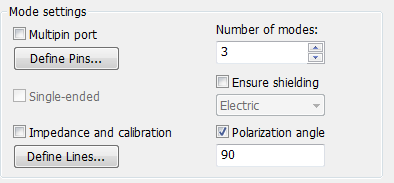 Mode settings
Multipin port
Number of modes:
Define Pins...
3
Ensure shielding
Single-ended
Electric
Impedance and calibration
Polarization angle
Define Lines...
90